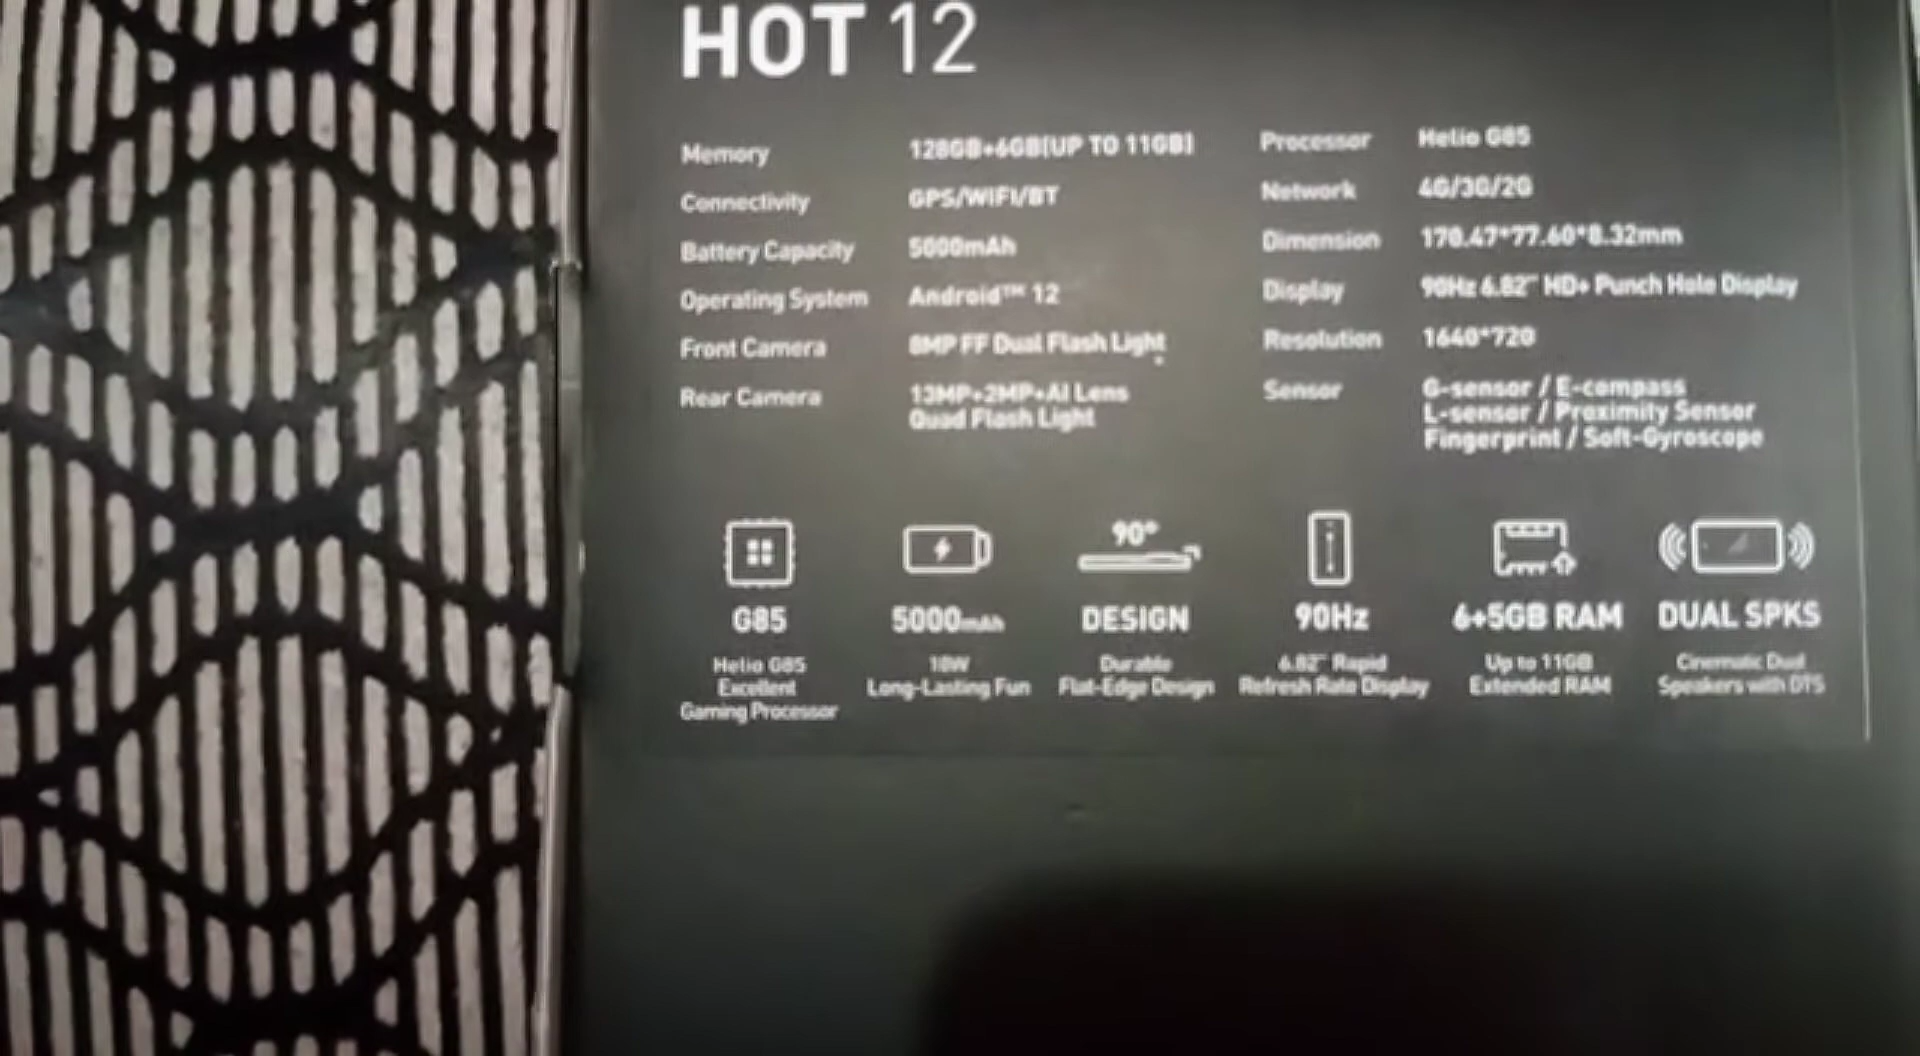 HOT 12
Memory 128GB+6GB(UP TO 11GB)
Connectivity GPS/WIFI/BT
Battery Capacity 5000mAh
Operating System Android™ 12
Front Camera 8MP FF Dual Flash Light
Rear Camera 13MP+2MP+AI Lens
Quad Flash Light
Processor Helio G85
Network 4G/3G/2G
Dimension 170.47*77.60*8.32mm
Display 90Hz 6.82" HD+ Punch Hole Display
Resolution 1640*720
Sensor G-sensor / E-compass
L-sensor / Proximity Sensor
Fingerprint / Soft-Gyroscope
G85
Helio G85
Excellent
Gaming Processor
5000mAh
18W
Long-Lasting Fun
90°
DESIGN
Durable
Flat-Edge Design
90Hz
6.82" Rapid
Refresh Rate Display
6+5GB RAM
Up to 11GB
Extended RAM
DUAL SPKS
Cinematic Dual
Speakers with DTS